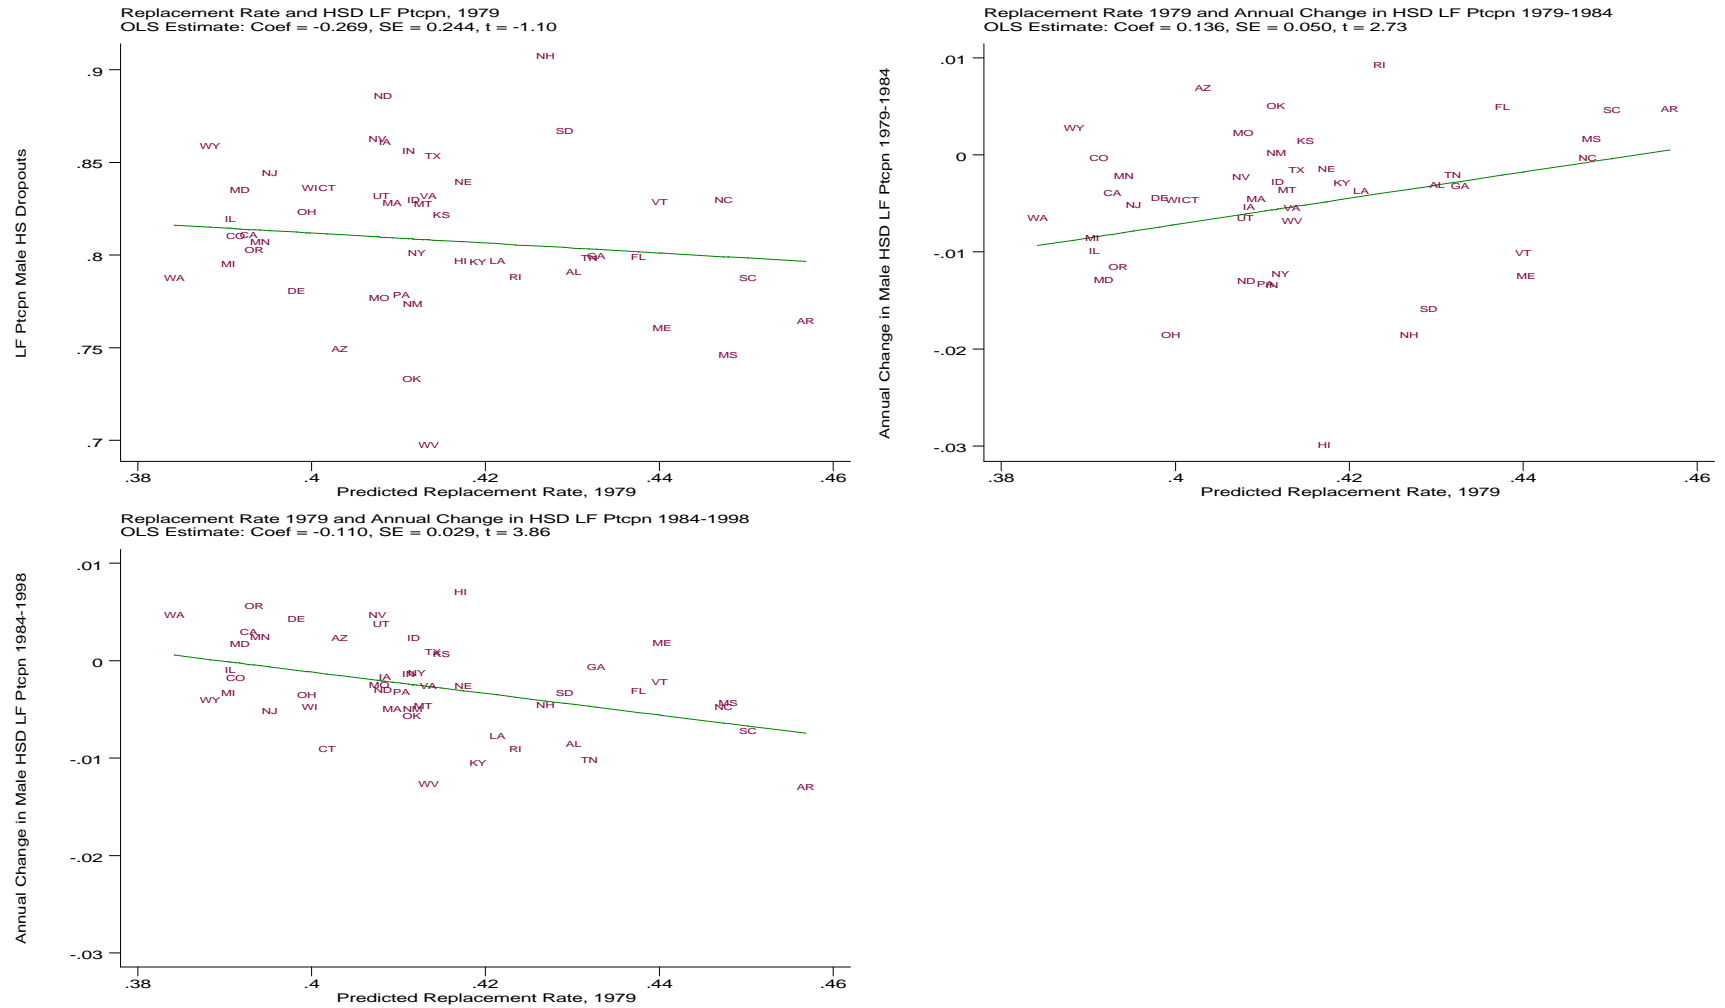 Replacement Rate and HSD LF Ptcpn, 1979
OLS Estimate: Coef = -0.269, SE = 0.244, t = -1.10
LF Ptcpn Male HS Dropouts
.9
.85
.8
.75
.7
NH
ND
SD
NV
IA
WY
IN
TX
NJ
NE
MD
WI
CT
UT
ID
VA
MA
MT
VT
NC
OH
KS
IL
CO
CA
MN
OR
NY
MI
HI
KY
LA
TN
GA
FL
AL
WA
RI
SC
DE
MO
PA
NM
AZ
ME
AR
MS
OK
WV
.38
.4
.42
.44
.46
Predicted Replacement Rate, 1979
Replacement Rate 1979 and Annual Change in HSD LF Ptcpn 1979-1984
OLS Estimate: Coef = 0.136, SE = 0.050, t = 2.73
Annual Change in Male HSD LF Ptcpn 1979-1984
.01
0
-.01
-.02
-.03
RI
AZ
OK
FL
SC
AR
WY
MO
KS
MS
CO
NM
NC
MN
NV
TX
NE
ID
KY
AL
TN
GA
CA
MT
LA
DE
WI
CT
MA
NJ
IA
VA
WA
UT
WV
MI
IL
VT
OR
MD
ND
PA
IN
NY
ME
SD
OH
NH
HI
.38
.4
.42
.44
.46
Predicted Replacement Rate, 1979
Replacement Rate 1979 and Annual Change in HSD LF Ptcpn 1984-1998
OLS Estimate: Coef = -0.110, SE = 0.029, t = 3.86
Annual Change in Male HSD LF Ptcpn 1984-1998
.01
0
-.01
-.02
-.03
HI
OR
WA
DE
NV
UT
CA
MN
MD
AZ
ID
ME
TX
KS
IL
CO
IA
IN
NY
GA
MI
MO
ND
PA
VA
NE
SD
VT
FL
WY
OH
WI
NJ
MA
NM
MT
OK
NH
NC
MS
SC
CT
LA
RI
AL
KY
TN
WV
AR
.38
.4
.42
.44
.46
Predicted Replacement Rate, 1979